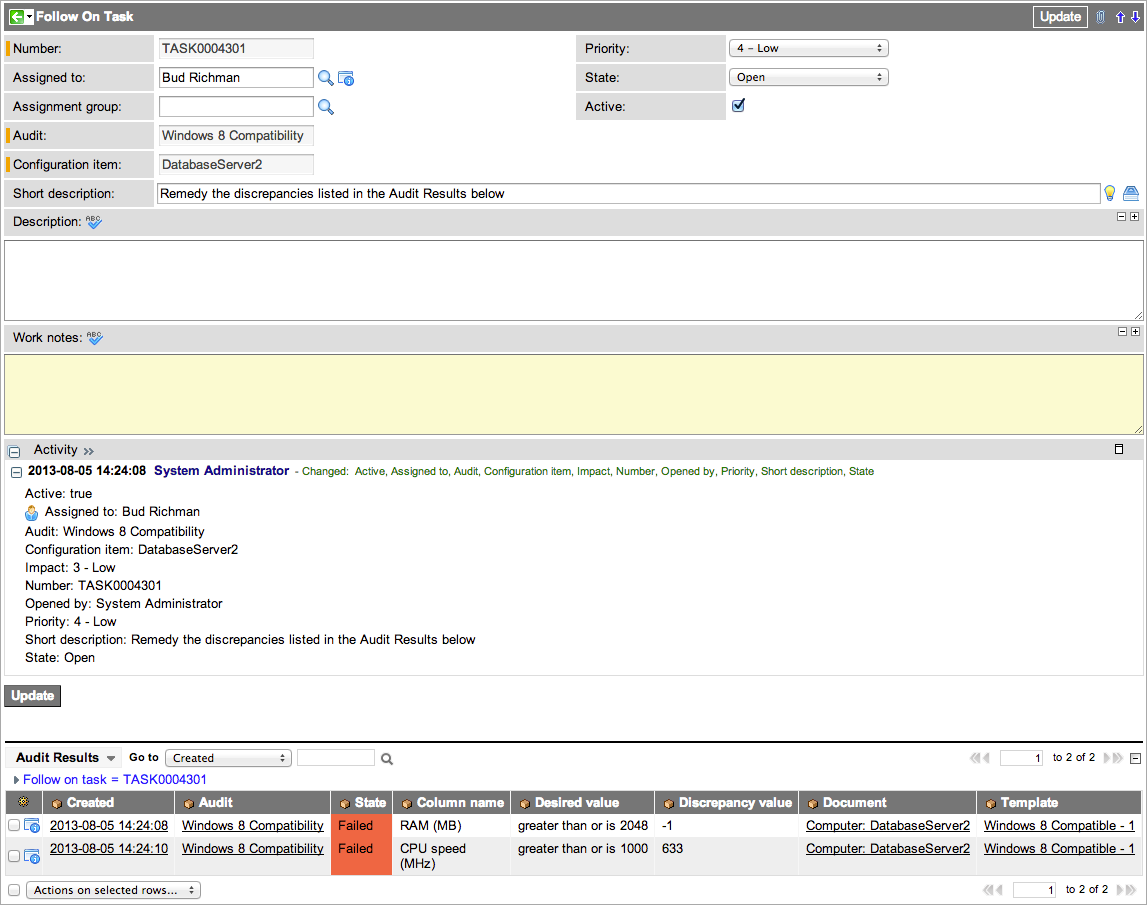 Follow On Task Update
Number: TASK0004301 Priority: 4 - Low
Assigned to: Bud Richman State: Open
Assignment group: Active:
Audit: Windows 8 Compatibility
Configuration item: DatabaseServer2
Short description: Remedy the discrepancies listed in the Audit Results below
Description: ABC
Work notes: ABC
Activity
2013-08-05 14:24:08 System Administrator - Changed: Active, Assigned to, Audit, Configuration item, Impact, Number, Opened by, Priority, Short description, State
Active: true
Assigned to: Bud Richman
Audit: Windows 8 Compatibility
Configuration item: DatabaseServer2
Impact: 3 - Low
Number: TASK0004301
Opened by: System Administrator
Priority: 4 - Low
Short description: Remedy the discrepancies listed in the Audit Results below
State: Open
Update
Audit Results Go to Created 1 to 2 of 2
Follow on task = TASK0004301
Created Audit State Column name Desired value Discrepancy value Document Template
2013-08-05 14:24:08 Windows 8 Compatibility Failed RAM (MB) greater than or is 2048 -1 Computer: DatabaseServer2 Windows 8 Compatible - 1
2013-08-05 14:24:10 Windows 8 Compatibility Failed CPU speed greater than or is 1000 633 Computer: DatabaseServer2 Windows 8 Compatible - 1
(MHz)
Actions on selected rows... 1 to 2 of 2